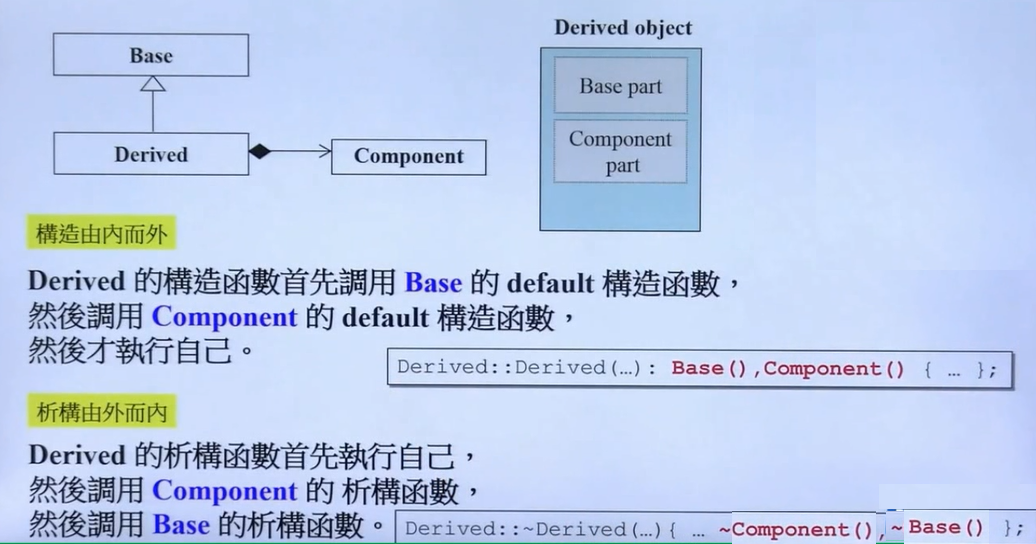 Derived object
Base
Base part
Derived
Component
Component
part
構造由內而外
Derived 的構造函數首先調用 Base 的 default 構造函數，
然後調用 Component 的 default 構造函數，
然後才執行自己。
Derived::Derived(…): Base(),Component() { … };
析構由外而內
Derived 的析構函數首先執行自己，
然後調用 Component 的 析構函數，
然後調用 Base 的析構函數。
Derived::~Derived(…){ … ~Component(), ~Base() };